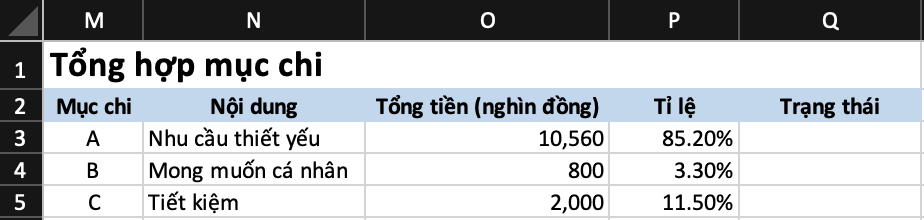 M N O P Q
1 Tổng hợp mục chi
2 Mục chi Nội dung Tổng tiền (nghìn đồng) Tỉ lệ Trạng thái
3 A Nhu cầu thiết yếu 10,560 85.20%
4 B Mong muốn cá nhân 800 3.30%
5 C Tiết kiệm 2,000 11.50%